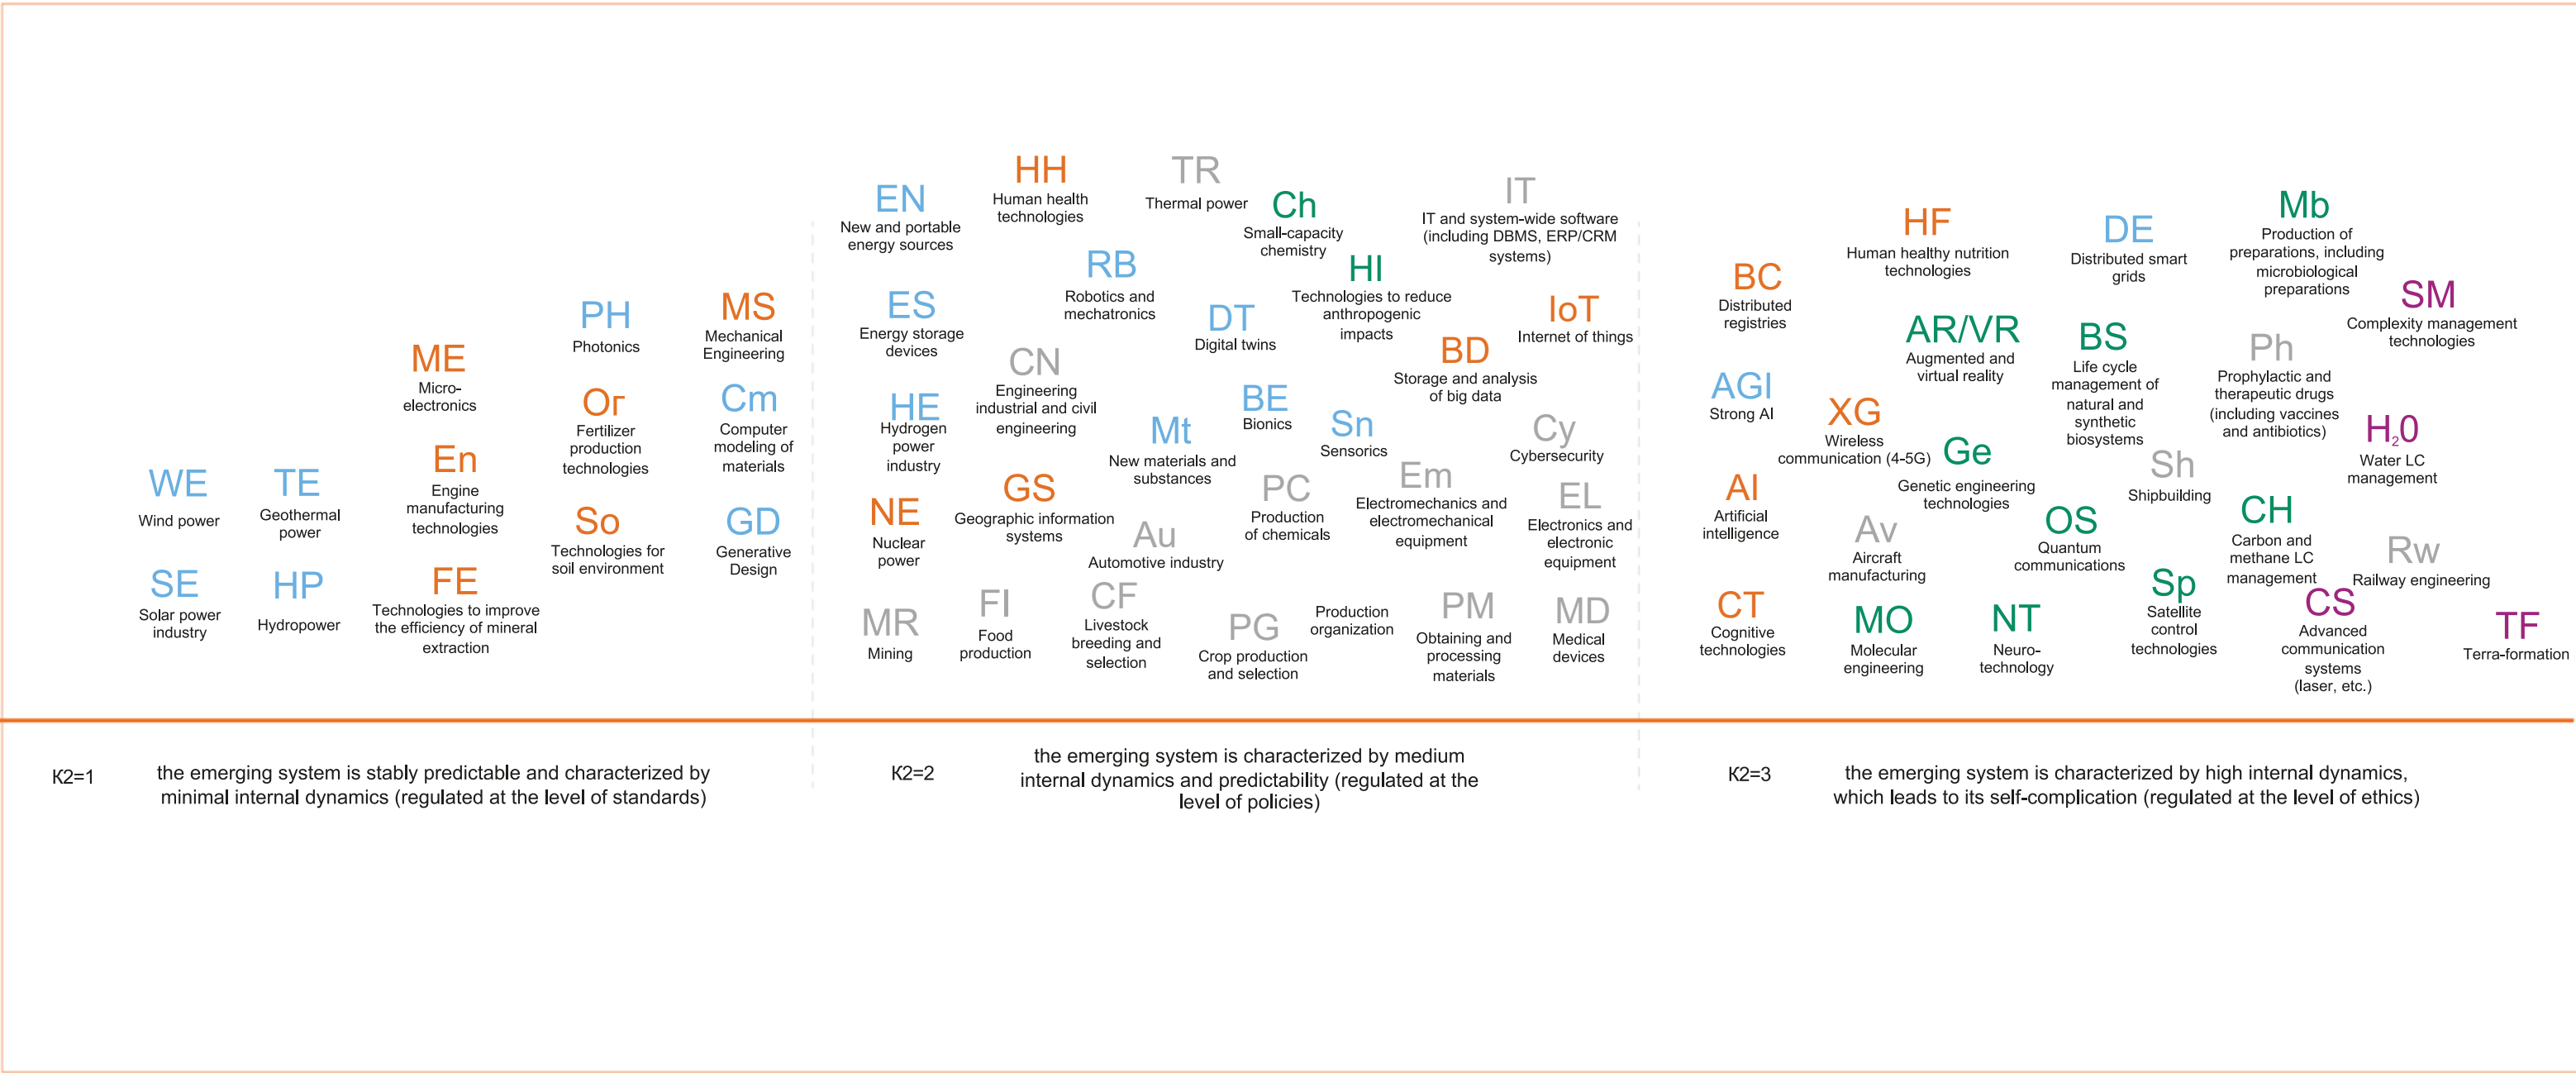 WE
Wind power
TE
Geothermal
power
SE
Solar power
industry
HP
Hydropower
ME
Micro-
electronics
En
Engine
manufacturing
technologies
FE
Technologies to improve
the efficiency of mineral
extraction
PH
Photonics
Or
Fertilizer
production
technologies
So
Technologies for
soil environment
MS
Mechanical
Engineering
Cm
Computer
modeling of
materials
GD
Generative
Design
EN
New and portable
energy sources
HH
Human health
technologies
TR
Thermal power
Ch
Small-capacity
chemistry
IT
IT and system-wide software
(including DBMS, ERP/CRM
systems)
RB
Robotics and
mechatronics
HI
Technologies to reduce
anthropogenic
impacts
ES
Energy storage
devices
DT
Digital twins
IoT
Internet of things
CN
Engineering
industrial and civil
engineering
BD
Storage and analysis
of big data
HE
Hydrogen
power
industry
BE
Bionics
Mt
New materials and
substances
Sn
Sensorics
Cy
Cybersecurity
NE
Nuclear
power
GS
Geographic information
systems
PC
Production
of chemicals
Em
Electromechanics and
electromechanical
equipment
EL
Electronics and
electronic
equipment
Au
Automotive industry
MR
Mining
FI
Food
production
CF
Livestock
breeding and
selection
PG
Crop production
and selection
Production
organization
PM
Obtaining and
processing
materials
MD
Medical
devices
BC
Distributed
registries
HF
Human healthy nutrition
technologies
DE
Distributed smart
grids
Mb
Production of
preparations, including
microbiological
preparations
SM
Complexity management
technologies
AR/VR
Augmented and
virtual reality
BS
Life cycle
management of
natural and
synthetic
biosystems
Ph
Prophylactic and
therapeutic drugs
(including vaccines
and antibiotics)
AGI
Strong AI
XG
Wireless
communication (4-5G)
Ge
Genetic engineering
technologies
Sh
Shipbuilding
H₂0
Water LC
management
AI
Artificial
intelligence
Av
Aircraft
manufacturing
OS
Quantum
communications
CH
Carbon and
methane LC
management
Rw
Railway engineering
CT
Cognitive
technologies
MO
Molecular
engineering
NT
Neuro-
technology
Sp
Satellite
control
technologies
CS
Advanced
communication
systems
(laser, etc.)
TF
Terra-formation
K2=1
the emerging system is stably predictable and characterized by
minimal internal dynamics (regulated at the level of standards)
K2=2
the emerging system is characterized by medium
internal dynamics and predictability (regulated at the
level of policies)
K2=3
the emerging system is characterized by high internal dynamics,
which leads to its self-complication (regulated at the level of ethics)